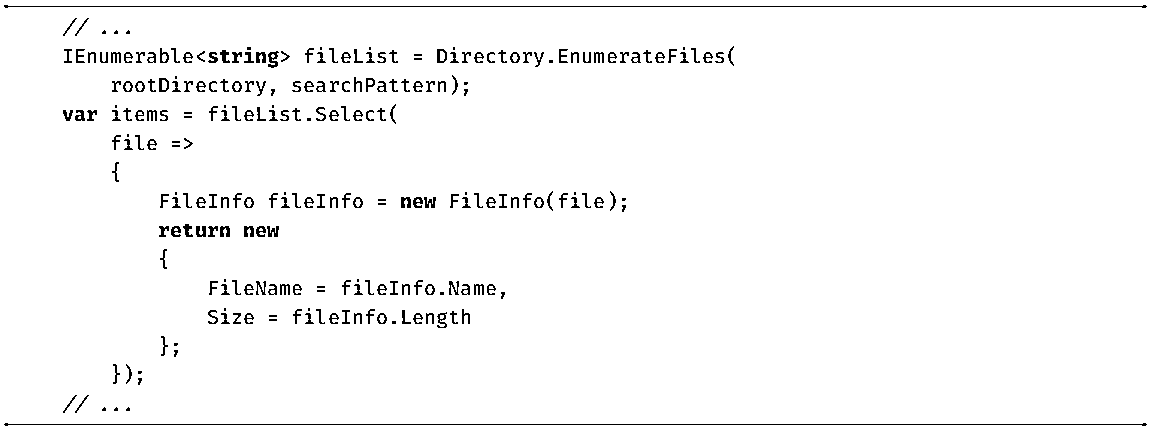 // ...
IEnumerable<string> fileList = Directory.EnumerateFiles(
    rootDirectory, searchPattern);
var items = fileList.Select(
    file =>
    {
        FileInfo fileInfo = new FileInfo(file);
        return new
        {
            FileName = fileInfo.Name,
            Size = fileInfo.Length
        };
    });
// ...